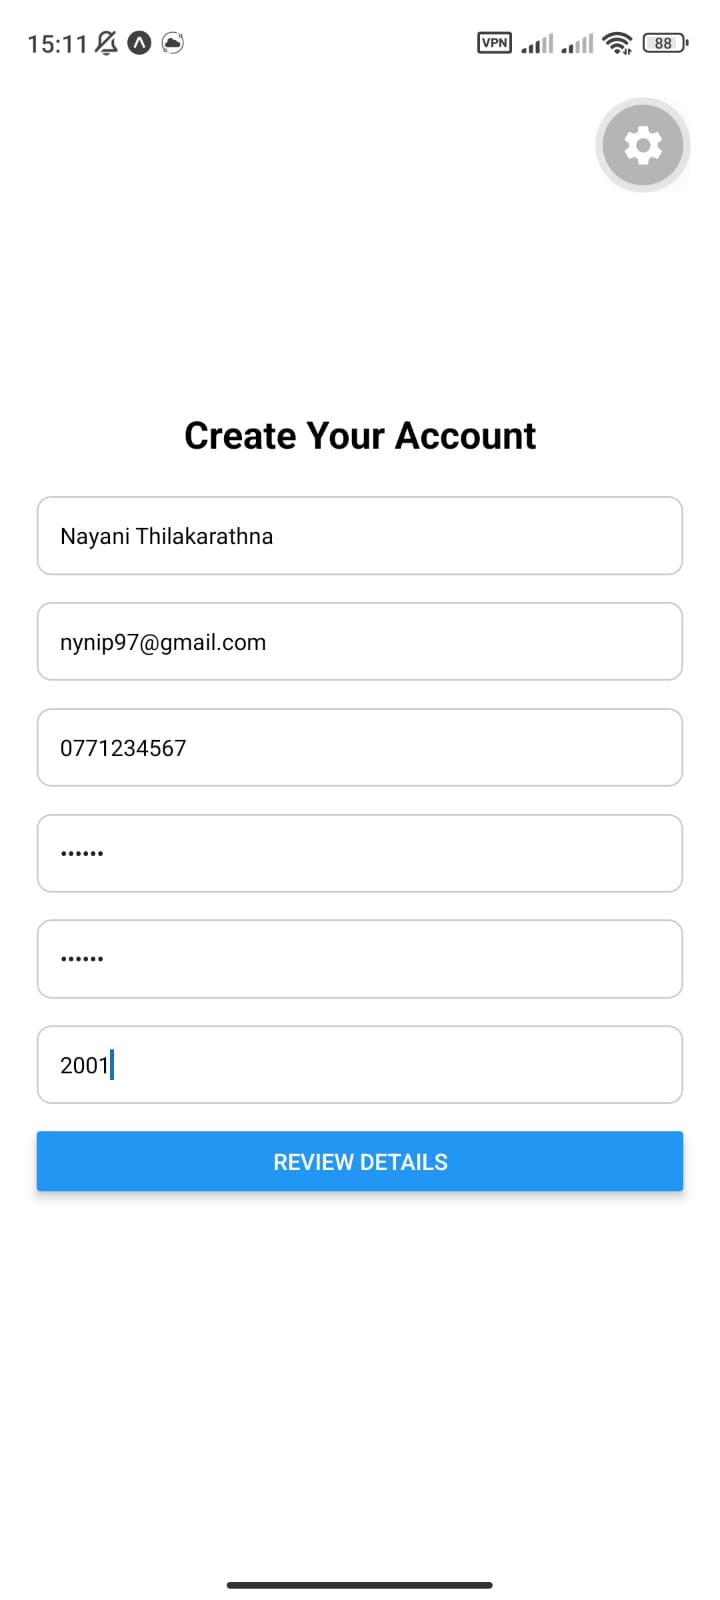 15:11
VPN
88
Create Your Account
Nayani Thilakarathna
nynip97@gmail.com
0771234567
••••••
••••••
2001
REVIEW DETAILS